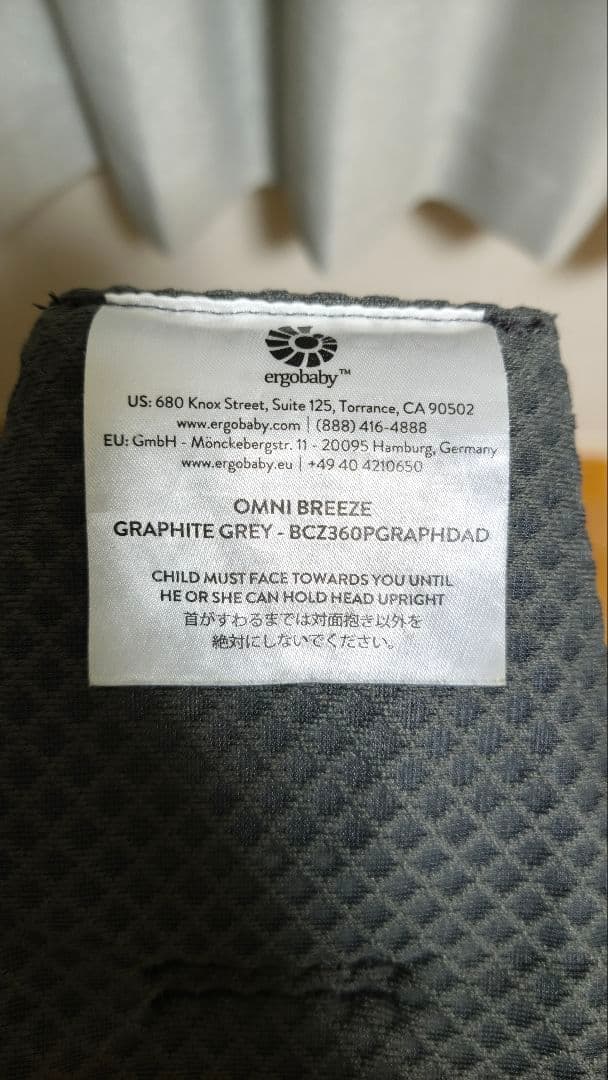 ergobaby™
US: 680 Knox Street, Suite 125, Torrance, CA 90502
www.ergobaby.com | (888) 416-4888
EU: GmbH - Mönckebergstr. 11 - 20095 Hamburg, Germany
www.ergobaby.eu | +49 40 4210650
OMNI BREEZE
GRAPHITE GREY - BCZ360PGRAPHDAD
CHILD MUST FACE TOWARDS YOU UNTIL
HE OR SHE CAN HOLD HEAD UPRIGHT
首がすわるまでは対面抱き以外を
絶対にしないでください。